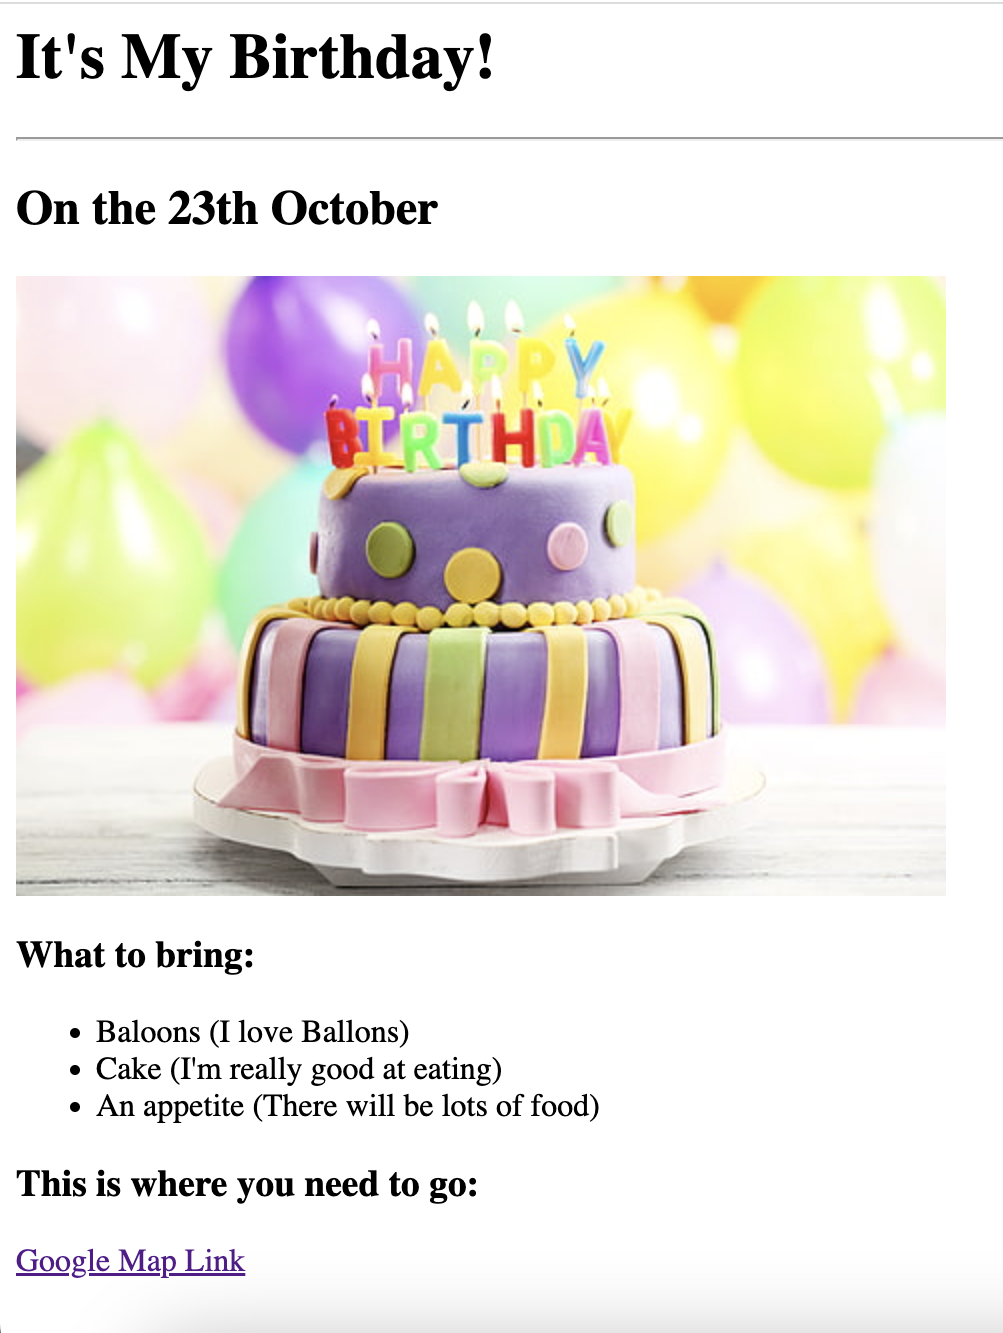 It's My Birthday!
On the 23th October
HAPPY
BIRTHDAY
What to bring:
Baloons (I love Ballons)
Cake (I'm really good at eating)
An appetite (There will be lots of food)
This is where you need to go:
Google Map Link